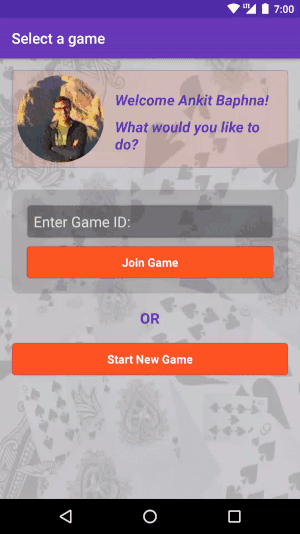 LTE 7:00
Select a game
Welcome Ankit Baphna!
What would you like to
do?
Enter Game ID:
Join Game
OR
Start New Game